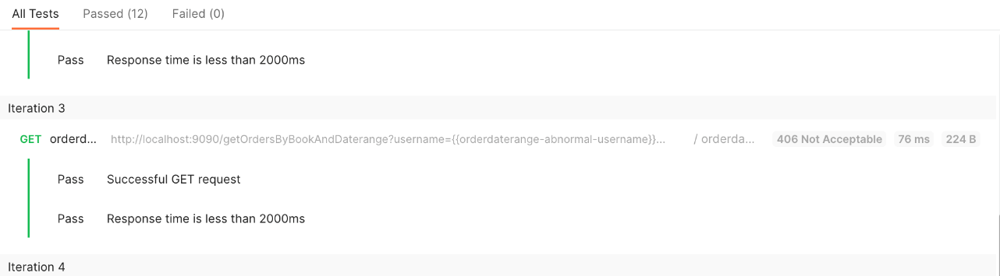 All Tests Passed (12) Failed (0)
Pass Response time is less than 2000ms
Iteration 3
GET orderd... http://localhost:9090/getOrdersByBookAndDaterange?username={{orderdaterange-abnormal-username}}... / orderda... 406 Not Acceptable 76 ms 224 B
Pass Successful GET request
Pass Response time is less than 2000ms
Iteration 4